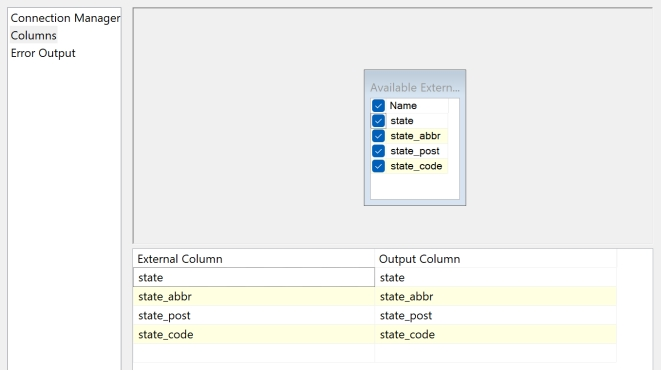 Connection Manager
Columns
Error Output
Available Extern...
Name
state
state_abbr
state_post
state_code
External Column Output Column
state state
state_abbr state_abbr
state_post state_post
state_code state_code